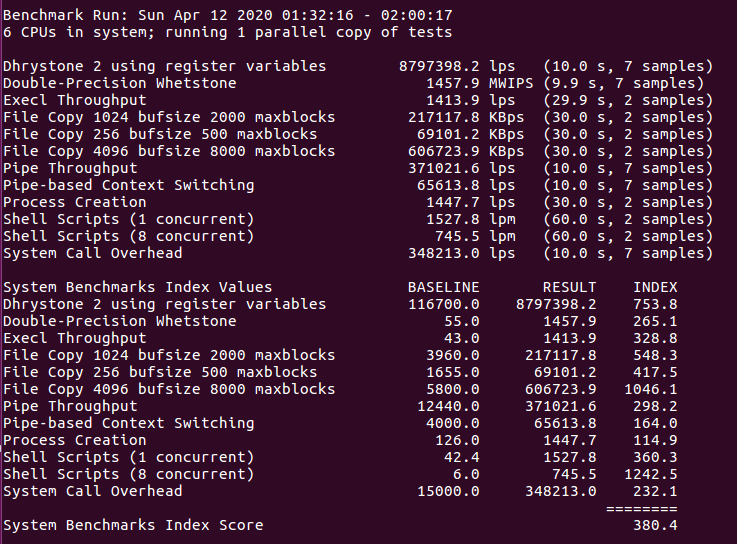 Benchmark Run: Sun Apr 12 2020 01:32:16 - 02:00:17
6 CPUs in system; running 1 parallel copy of tests

Dhrystone 2 using register variables        8797398.2 lps   (10.0 s, 7 samples)
Double-Precision Whetstone                     1457.9 MWIPS (9.9 s, 7 samples)
Execl Throughput                               1413.9 lps   (29.9 s, 2 samples)
File Copy 1024 bufsize 2000 maxblocks        217117.8 KBps  (30.0 s, 2 samples)
File Copy 256 bufsize 500 maxblocks           69101.2 KBps  (30.0 s, 2 samples)
File Copy 4096 bufsize 8000 maxblocks        606723.9 KBps  (30.0 s, 2 samples)
Pipe Throughput                              371021.6 lps   (10.0 s, 7 samples)
Pipe-based Context Switching                  65613.8 lps   (10.0 s, 7 samples)
Process Creation                               1447.7 lps   (30.0 s, 2 samples)
Shell Scripts (1 concurrent)                   1527.8 lpm   (60.0 s, 2 samples)
Shell Scripts (8 concurrent)                    745.5 lpm   (60.0 s, 2 samples)
System Call Overhead                         348213.0 lps   (10.0 s, 7 samples)

System Benchmarks Index Values               BASELINE       RESULT    INDEX
Dhrystone 2 using register variables         116700.0    8797398.2    753.8
Double-Precision Whetstone                       55.0       1457.9    265.1
Execl Throughput                                 43.0       1413.9    328.8
File Copy 1024 bufsize 2000 maxblocks          3960.0     217117.8    548.3
File Copy 256 bufsize 500 maxblocks            1655.0      69101.2    417.5
File Copy 4096 bufsize 8000 maxblocks          5800.0     606723.9   1046.1
Pipe Throughput                               12440.0     371021.6    298.2
Pipe-based Context Switching                   4000.0      65613.8    164.0
Process Creation                                126.0       1447.7    114.9
Shell Scripts (1 concurrent)                     42.4       1527.8    360.3
Shell Scripts (8 concurrent)                      6.0        745.5   1242.5
System Call Overhead                          15000.0     348213.0    232.1
                                                                   ========
System Benchmarks Index Score                                         380.4